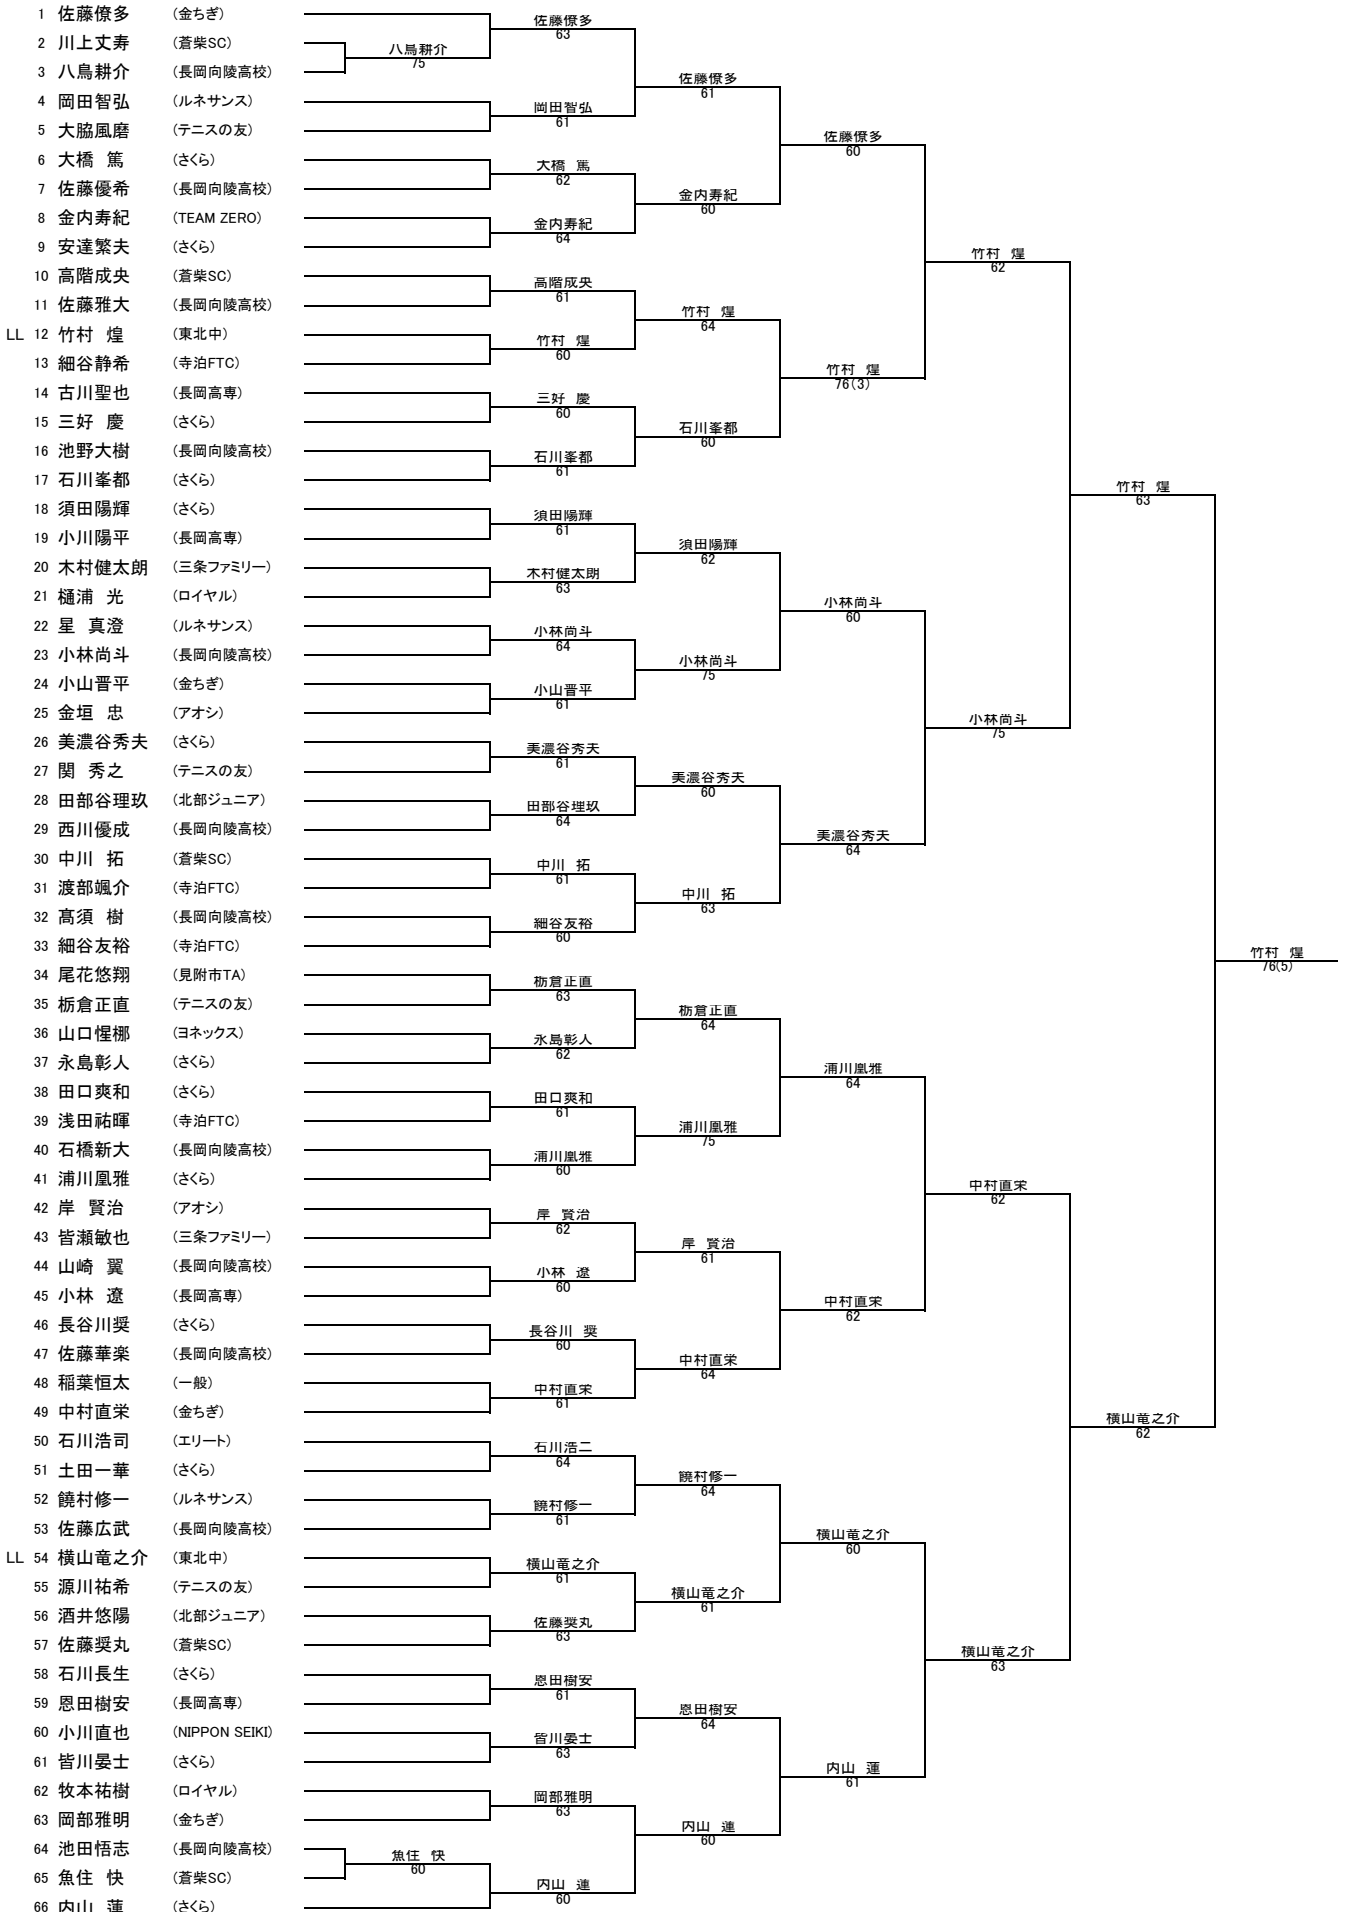 1 佐藤僚多 (金ちぎ)
2 川上丈寿 (蒼柴SC)
3 八鳥耕介 (長岡向陵高校)
4 岡田智弘 (ルネサンス)
5 大脇風磨 (テニスの友)
6 大橋 篤 (さくら)
7 佐藤優希 (長岡向陵高校)
8 金内寿紀 (TEAM ZERO)
9 安達繁夫 (さくら)
10 高階成央 (蒼柴SC)
11 佐藤雅大 (長岡向陵高校)
LL 12 竹村 煌 (東北中)
13 細谷静希 (寺泊FTC)
14 古川聖也 (長岡高専)
15 三好 慶 (さくら)
16 池野大樹 (長岡向陵高校)
17 石川峯都 (さくら)
18 須田陽輝 (さくら)
19 小川陽平 (長岡高専)
20 木村健太朗 (三条ファミリー)
21 樋浦 光 (ロイヤル)
22 星 真澄 (ルネサンス)
23 小林尚斗 (長岡向陵高校)
24 小山晋平 (金ちぎ)
25 金垣 忠 (アオシ)
26 美濃谷秀夫 (さくら)
27 関 秀之 (テニスの友)
28 田部谷理玖 (北部ジュニア)
29 西川優成 (長岡向陵高校)
30 中川 拓 (蒼柴SC)
31 渡部颯介 (寺泊FTC)
32 髙須 樹 (長岡向陵高校)
33 細谷友裕 (寺泊FTC)
34 尾花悠翔 (見附市TA)
35 栃倉正直 (テニスの友)
36 山口惺梛 (ヨネックス)
37 永島彰人 (さくら)
38 田口爽和 (さくら)
39 浅田祐暉 (寺泊FTC)
40 石橋新大 (長岡向陵高校)
41 浦川凰雅 (さくら)
42 岸 賢治 (アオシ)
43 皆瀬敏也 (三条ファミリー)
44 山崎 翼 (長岡向陵高校)
45 小林 遼 (長岡高専)
46 長谷川奨 (さくら)
47 佐藤華楽 (長岡向陵高校)
48 稲葉恒太 (一般)
49 中村直栄 (金ちぎ)
50 石川浩司 (エリート)
51 土田一華 (さくら)
52 饒村修一 (ルネサンス)
53 佐藤広武 (長岡向陵高校)
LL 54 横山竜之介 (東北中)
55 源川祐希 (テニスの友)
56 酒井悠陽 (北部ジュニア)
57 佐藤奨丸 (蒼柴SC)
58 石川長生 (さくら)
59 恩田樹安 (長岡高専)
60 小川直也 (NIPPON SEIKI)
61 皆川晏士 (さくら)
62 牧本祐樹 (ロイヤル)
63 岡部雅明 (金ちぎ)
64 池田悟志 (長岡向陵高校)
65 魚住 快 (蒼柴SC)
66 内山 蓮 (さくら)
八鳥耕介
75
魚住 快
60
佐藤僚多
63
岡田智弘
61
大橋 篤
62
金内寿紀
64
高階成央
61
竹村 煌
60
三好 慶
60
石川峯都
61
須田陽輝
61
木村健太朗
63
小林尚斗
64
小山晋平
61
美濃谷秀夫
61
田部谷理玖
64
中川 拓
61
細谷友裕
60
栃倉正直
63
永島彰人
62
田口爽和
61
浦川凰雅
60
岸 賢治
62
小林 遼
60
長谷川 奨
60
中村直栄
61
石川浩二
64
饒村修一
61
横山竜之介
61
佐藤奨丸
63
恩田樹安
61
皆川晏士
63
岡部雅明
63
内山 蓮
60
佐藤僚多
61
金内寿紀
60
竹村 煌
64
石川峯都
60
須田陽輝
62
小林尚斗
75
美濃谷秀夫
60
中川 拓
63
栃倉正直
64
浦川凰雅
75
岸 賢治
61
中村直栄
64
饒村修一
64
横山竜之介
61
恩田樹安
64
内山 蓮
60
佐藤僚多
60
竹村 煌
76(3)
小林尚斗
60
美濃谷秀夫
64
浦川凰雅
64
中村直栄
62
横山竜之介
60
内山 蓮
61
竹村 煌
62
小林尚斗
75
中村直栄
62
横山竜之介
63
竹村 煌
63
横山竜之介
62
竹村 煌
76(5)